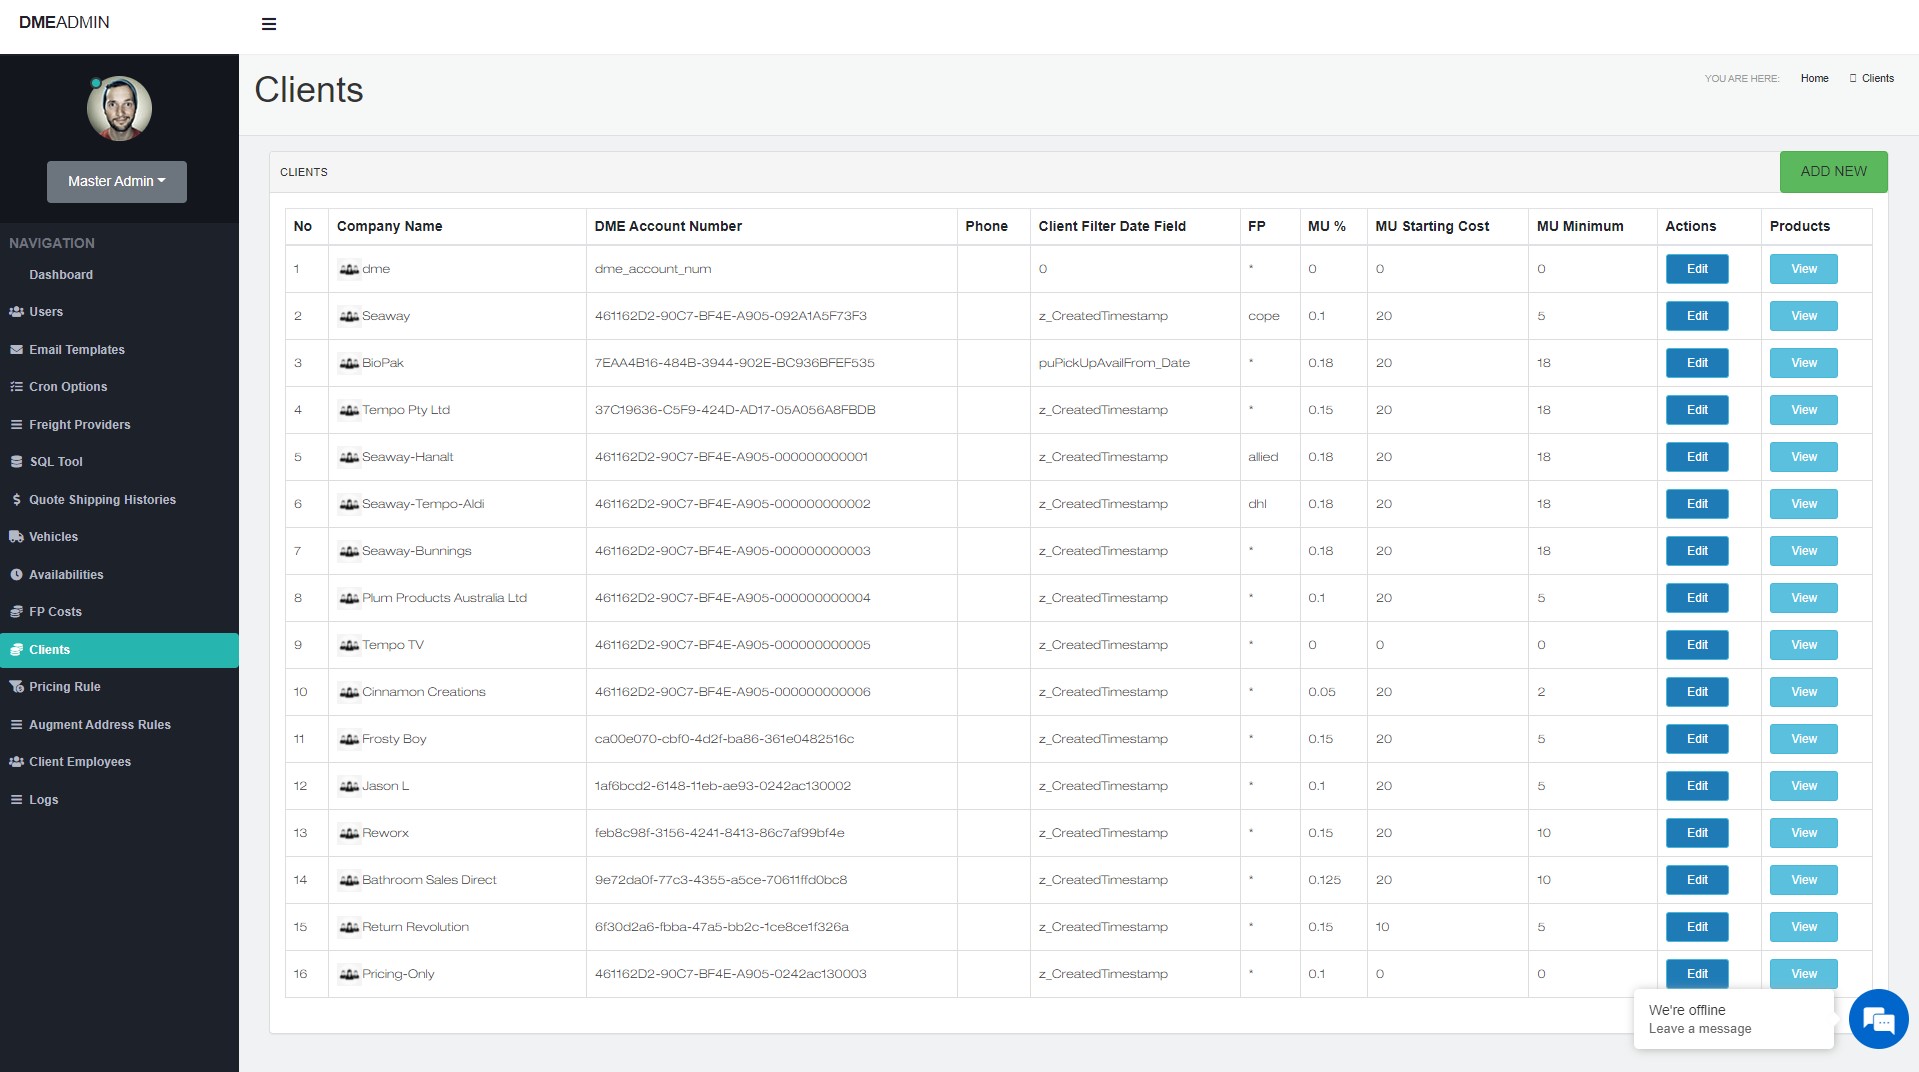 DMEADMIN
Clients
YOU ARE HERE: Home Clients
Master Admin
NAVIGATION
Dashboard
Users
Email Templates
Cron Options
Freight Providers
SQL Tool
Quote Shipping Histories
Vehicles
Availabilities
FP Costs
Clients
Pricing Rule
Augment Address Rules
Client Employees
Logs
CLIENTS
ADD NEW
No Company Name DME Account Number Phone Client Filter Date Field FP MU % MU Starting Cost MU Minimum Actions Products
1 dme dme_account_num 0 * 0 0 0 Edit View
2 Seaway 461162D2-90C7-BF4E-A905-092A1A5F73F3 z_CreatedTimestamp cope 0.1 20 5 Edit View
3 BioPak 7EAA4B16-484B-3944-902E-BC936BFEF535 puPickUpAvailFrom_Date * 0.18 20 18 Edit View
4 Tempo Pty Ltd 37C19636-C5F9-424D-AD17-05A056A8FBDB z_CreatedTimestamp * 0.15 20 18 Edit View
5 Seaway-Hanalt 461162D2-90C7-BF4E-A905-000000000001 z_CreatedTimestamp allied 0.18 20 18 Edit View
6 Seaway-Tempo-Aldi 461162D2-90C7-BF4E-A905-000000000002 z_CreatedTimestamp dhl 0.18 20 18 Edit View
7 Seaway-Bunnings 461162D2-90C7-BF4E-A905-000000000003 z_CreatedTimestamp * 0.18 20 18 Edit View
8 Plum Products Australia Ltd 461162D2-90C7-BF4E-A905-000000000004 z_CreatedTimestamp * 0.1 20 5 Edit View
9 Tempo TV 461162D2-90C7-BF4E-A905-000000000005 z_CreatedTimestamp * 0 0 0 Edit View
10 Cinnamon Creations 461162D2-90C7-BF4E-A905-000000000006 z_CreatedTimestamp * 0.05 20 2 Edit View
11 Frosty Boy ca00e070-cbf0-4d2f-ba86-361e0482516c z_CreatedTimestamp * 0.15 20 5 Edit View
12 Jason L 1af6bcd2-6148-11eb-ae93-0242ac130002 z_CreatedTimestamp * 0.1 20 5 Edit View
13 Reworx feb8c98f-3156-4241-8413-86c7af99bf4e z_CreatedTimestamp * 0.15 20 10 Edit View
14 Bathroom Sales Direct 9e72da0f-77c3-4355-a5ce-70611ffd0bc8 z_CreatedTimestamp * 0.125 20 10 Edit View
15 Return Revolution 6f30d2a6-fbba-47a5-bb2c-1ce8ce1f326a z_CreatedTimestamp * 0.15 10 5 Edit View
16 Pricing-Only 461162D2-90C7-BF4E-A905-0242ac130003 z_CreatedTimestamp * 0.1 0 0 Edit View
We're offline
Leave a message